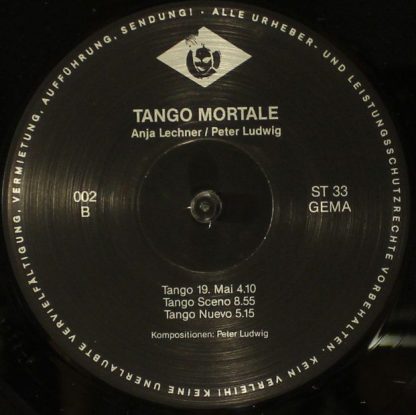 ALLE URHEBER- UND LEISTUNGSSCHUTZRECHTE VORBEHALTEN. KEIN VERLEIH! KEINE UNERLAUBTE VERVIELFÄLTIGUNG, VERMIETUNG, AUFFÜHRUNG, SENDUNG! -
TANGO MORTALE
Anja Lechner / Peter Ludwig
002
B
ST 33
GEMA
Tango 19. Mai 4.10
Tango Sceno 8.55
Tango Nuevo 5.15
Kompositionen: Peter Ludwig